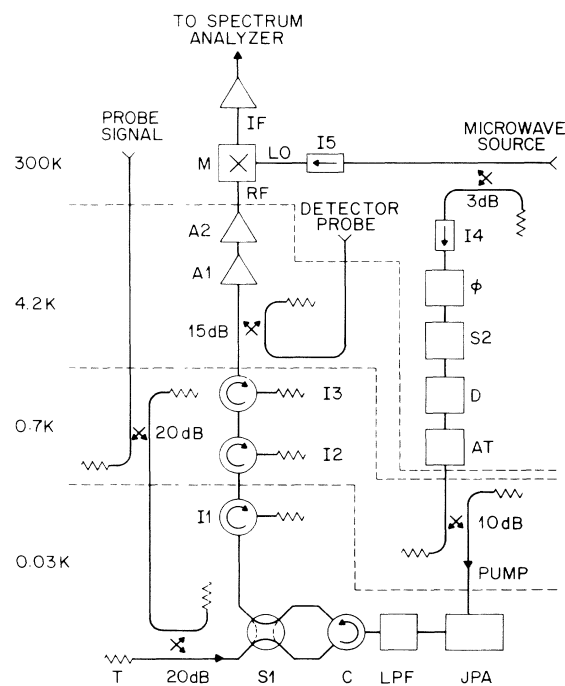 TO SPECTRUM
ANALYZER
IF
PROBE
SIGNAL
MICROWAVE
SOURCE
I5
LO
M
300K
RF
3dB
DETECTOR
PROBE
I4
A2
A1
ϕ
4.2K
15dB
S2
I3
D
0.7K
20dB
I2
AT
I1
10dB
0.03K
PUMP
T
20dB
S1
C
LPF
JPA